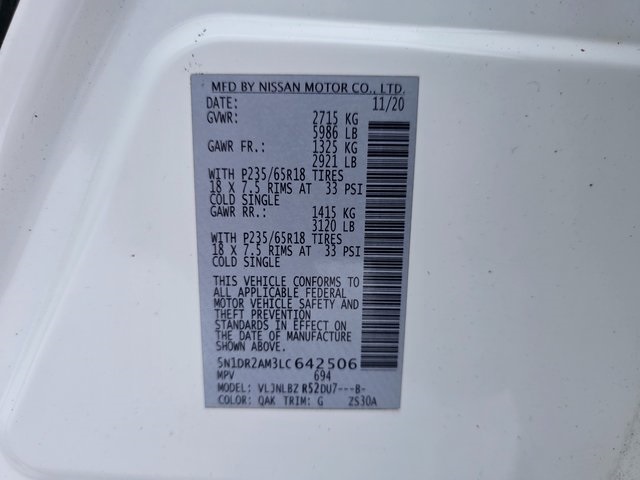 MFD BY NISSAN MOTOR CO., LTD.
DATE: 11/20
GVWR: 2715 KG
5986 LB
GAWR FR.: 1325 KG
2921 LB
WITH P235/65R18 TIRES
18 X 7.5 RIMS AT 33 PSI
COLD SINGLE
GAWR RR.: 1415 KG
3120 LB
WITH P235/65R18 TIRES
18 X 7.5 RIMS AT 33 PSI
COLD SINGLE
THIS VEHICLE CONFORMS TO
ALL APPLICABLE FEDERAL
MOTOR VEHICLE SAFETY AND
THEFT PREVENTION
STANDARDS IN EFFECT ON
THE DATE OF MANUFACTURE
5N1DR2AM3LC642506
MPV 694
MODEL: VLJNLBZ R52DU7---B-
COLOR: QAK TRIM: G 2S30A